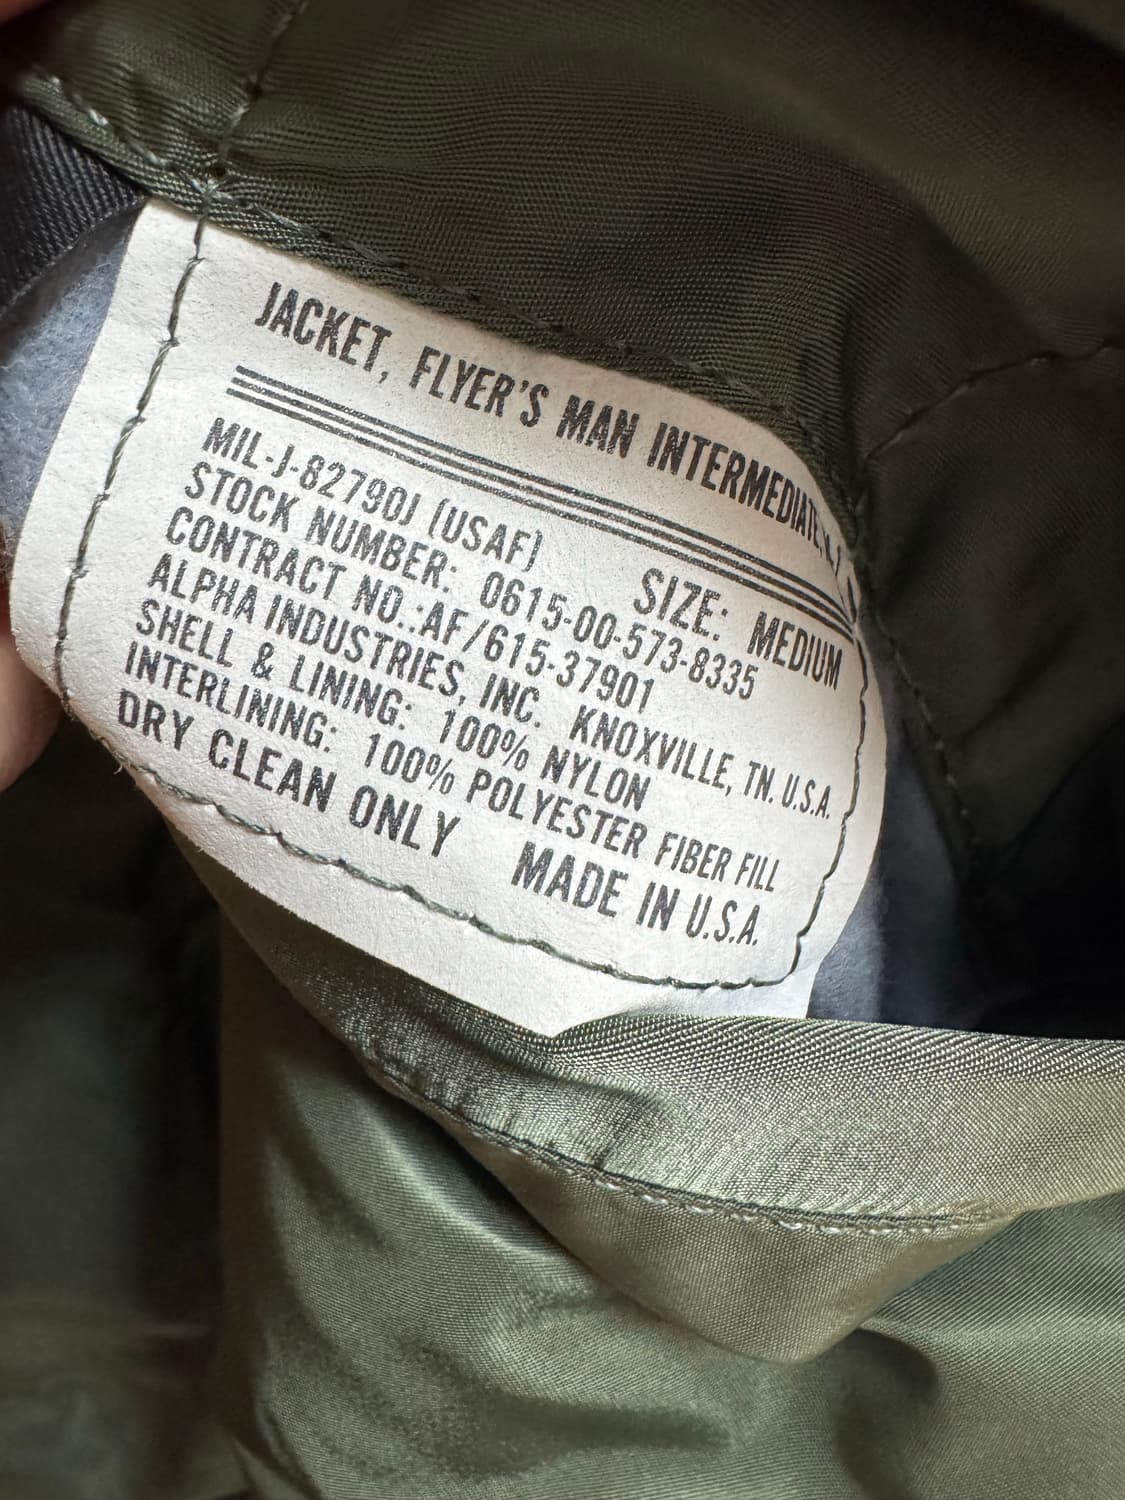 JACKET, FLYER'S MAN INTERMEDIATE,
MIL-J-82790J (USAF) SIZE: MEDIUM
STOCK NUMBER: 0615-00-573-8335
CONTRACT NO.:AF/615-37901
ALPHA INDUSTRIES, INC. KNOXVILLE, TN. U.S.A.
SHELL & LINING: 100% NYLON
INTERLINING: 100% POLYESTER FIBER FILL
DRY CLEAN ONLY MADE IN U.S.A.